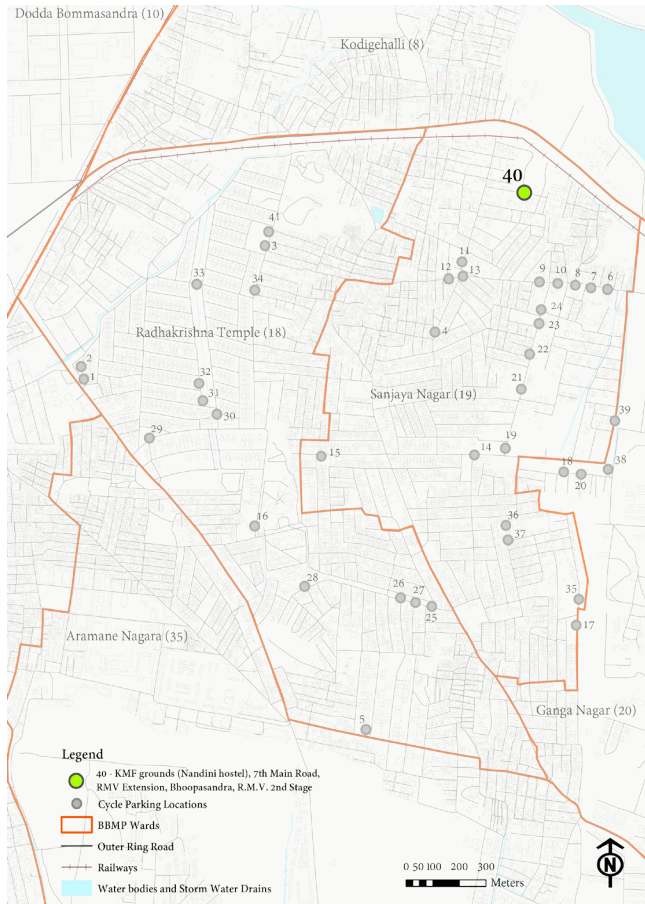 Dodda Bommasandra (10)
Kodigehalli (8)
40
41
3
11
12
13
9
10
8
7
6
33
34
24
23
4
22
Radhakrishna Temple (18)
2
1
32
31
30
21
Sanjaya Nagar (19)
39
29
15
14
19
18
20
38
16
36
37
28
26
27
25
35
17
Aramane Nagara (35)
5
Ganga Nagar (20)
Legend
40 - KMF grounds (Nandini hostel), 7th Main Road,
RMV Extension, Bhoopasandra, R.M.V. 2nd Stage
Cycle Parking Locations
BBMP Wards
Outer Ring Road
Railways
Water bodies and Storm Water Drains
0 50 100 200 300
Meters
N